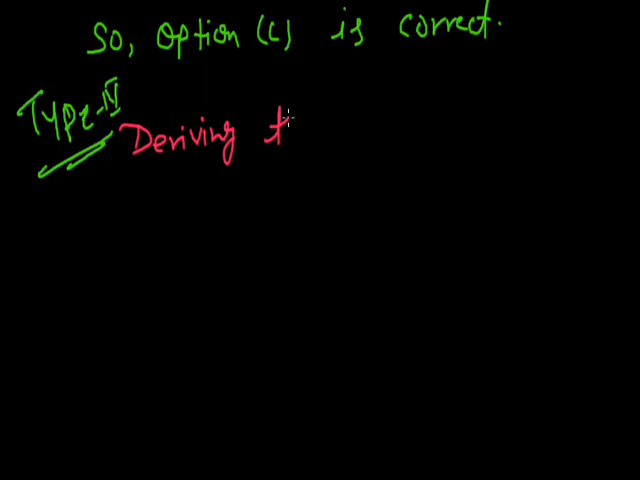 So, option (c) is correct.
Type-IV
Deriving t